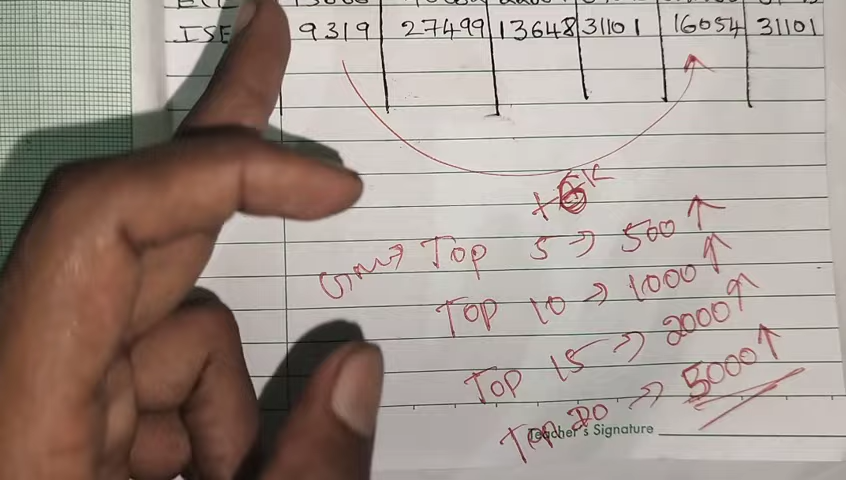 ISE 9319 27499 13648 31101 16054 31101
+6K
Top 5 → 500 ↑
Top 10 → 1000 ↑
Top 15 → 2000 ↑
Top 20 → 5000 ↑
Teacher's Signature